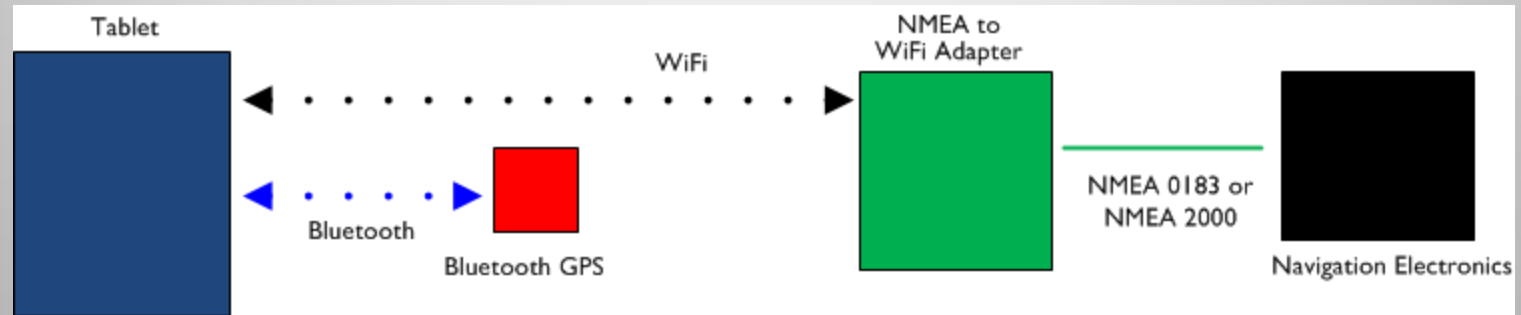 Tablet
NMEA to
WiFi Adapter
WiFi
Bluetooth
Bluetooth GPS
NMEA 0183 or
NMEA 2000
Navigation Electronics